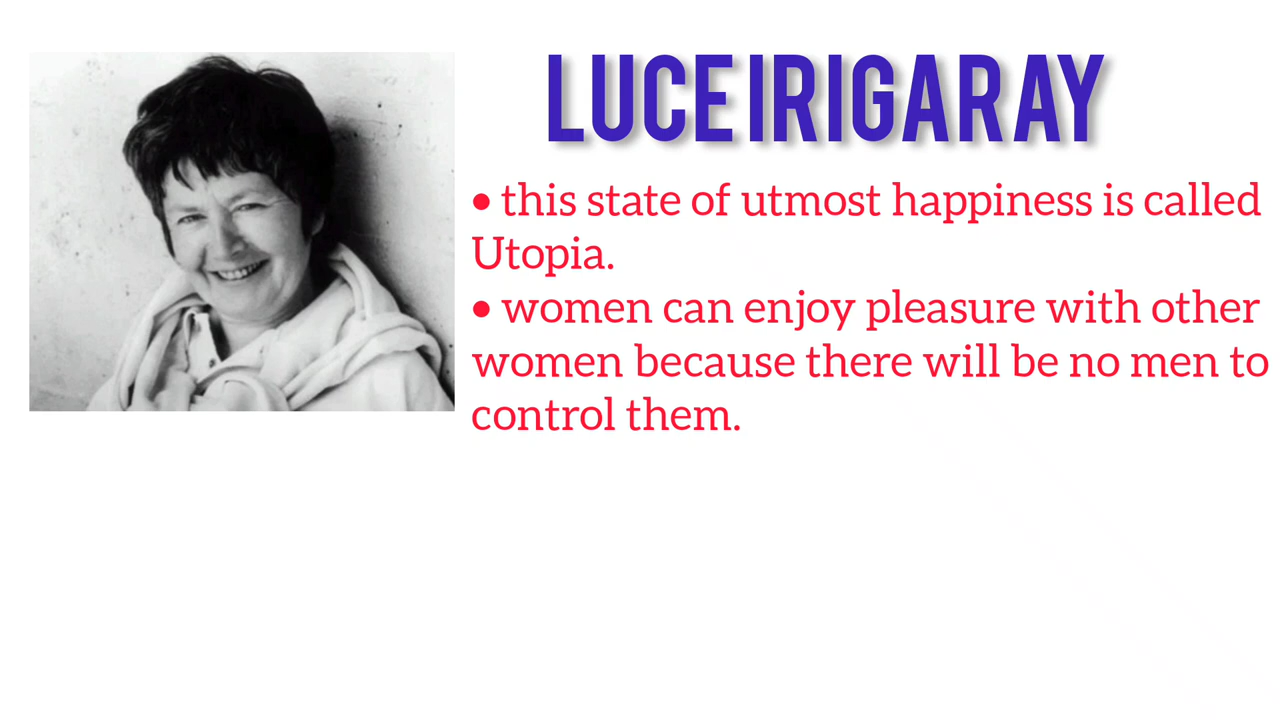 LUCE IRIGARAY
• this state of utmost happiness is called
Utopia.
• women can enjoy pleasure with other
women because there will be no men to
control them.